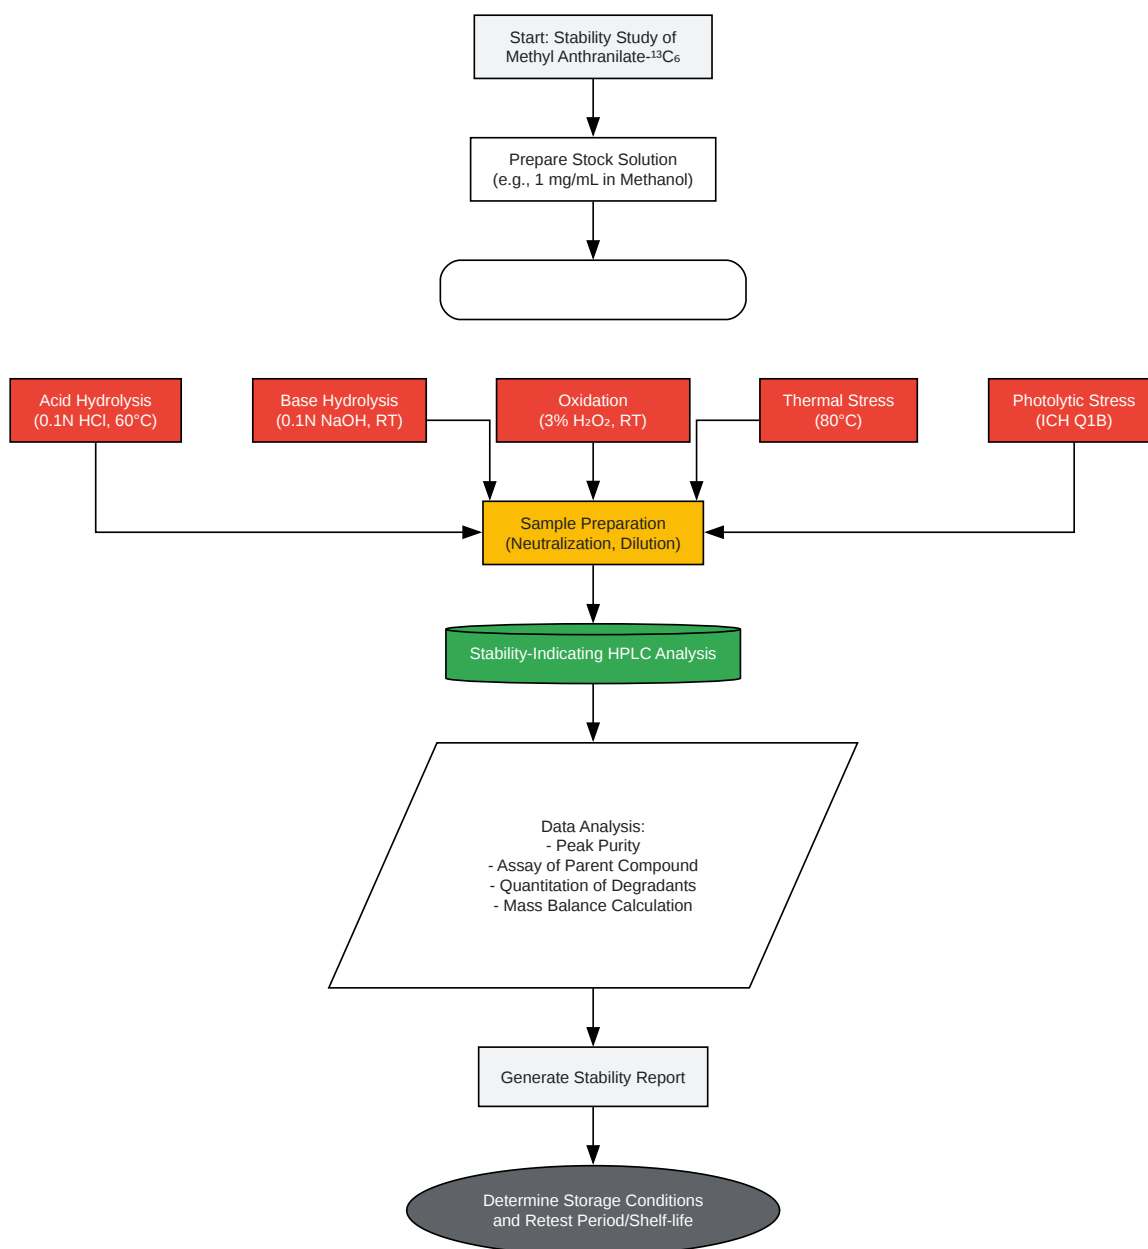 Start: Stability Study of
Methyl Anthranilate-¹³C₆
Prepare Stock Solution
(e.g., 1 mg/mL in Methanol)
Acid Hydrolysis
(0.1N HCl, 60°C)
Base Hydrolysis
(0.1N NaOH, RT)
Oxidation
(3% H₂O₂, RT)
Thermal Stress
(80°C)
Photolytic Stress
(ICH Q1B)
Sample Preparation
(Neutralization, Dilution)
Stability-Indicating HPLC Analysis
Data Analysis:
- Peak Purity
- Assay of Parent Compound
- Quantitation of Degradants
- Mass Balance Calculation
Generate Stability Report
Determine Storage Conditions
and Retest Period/Shelf-life